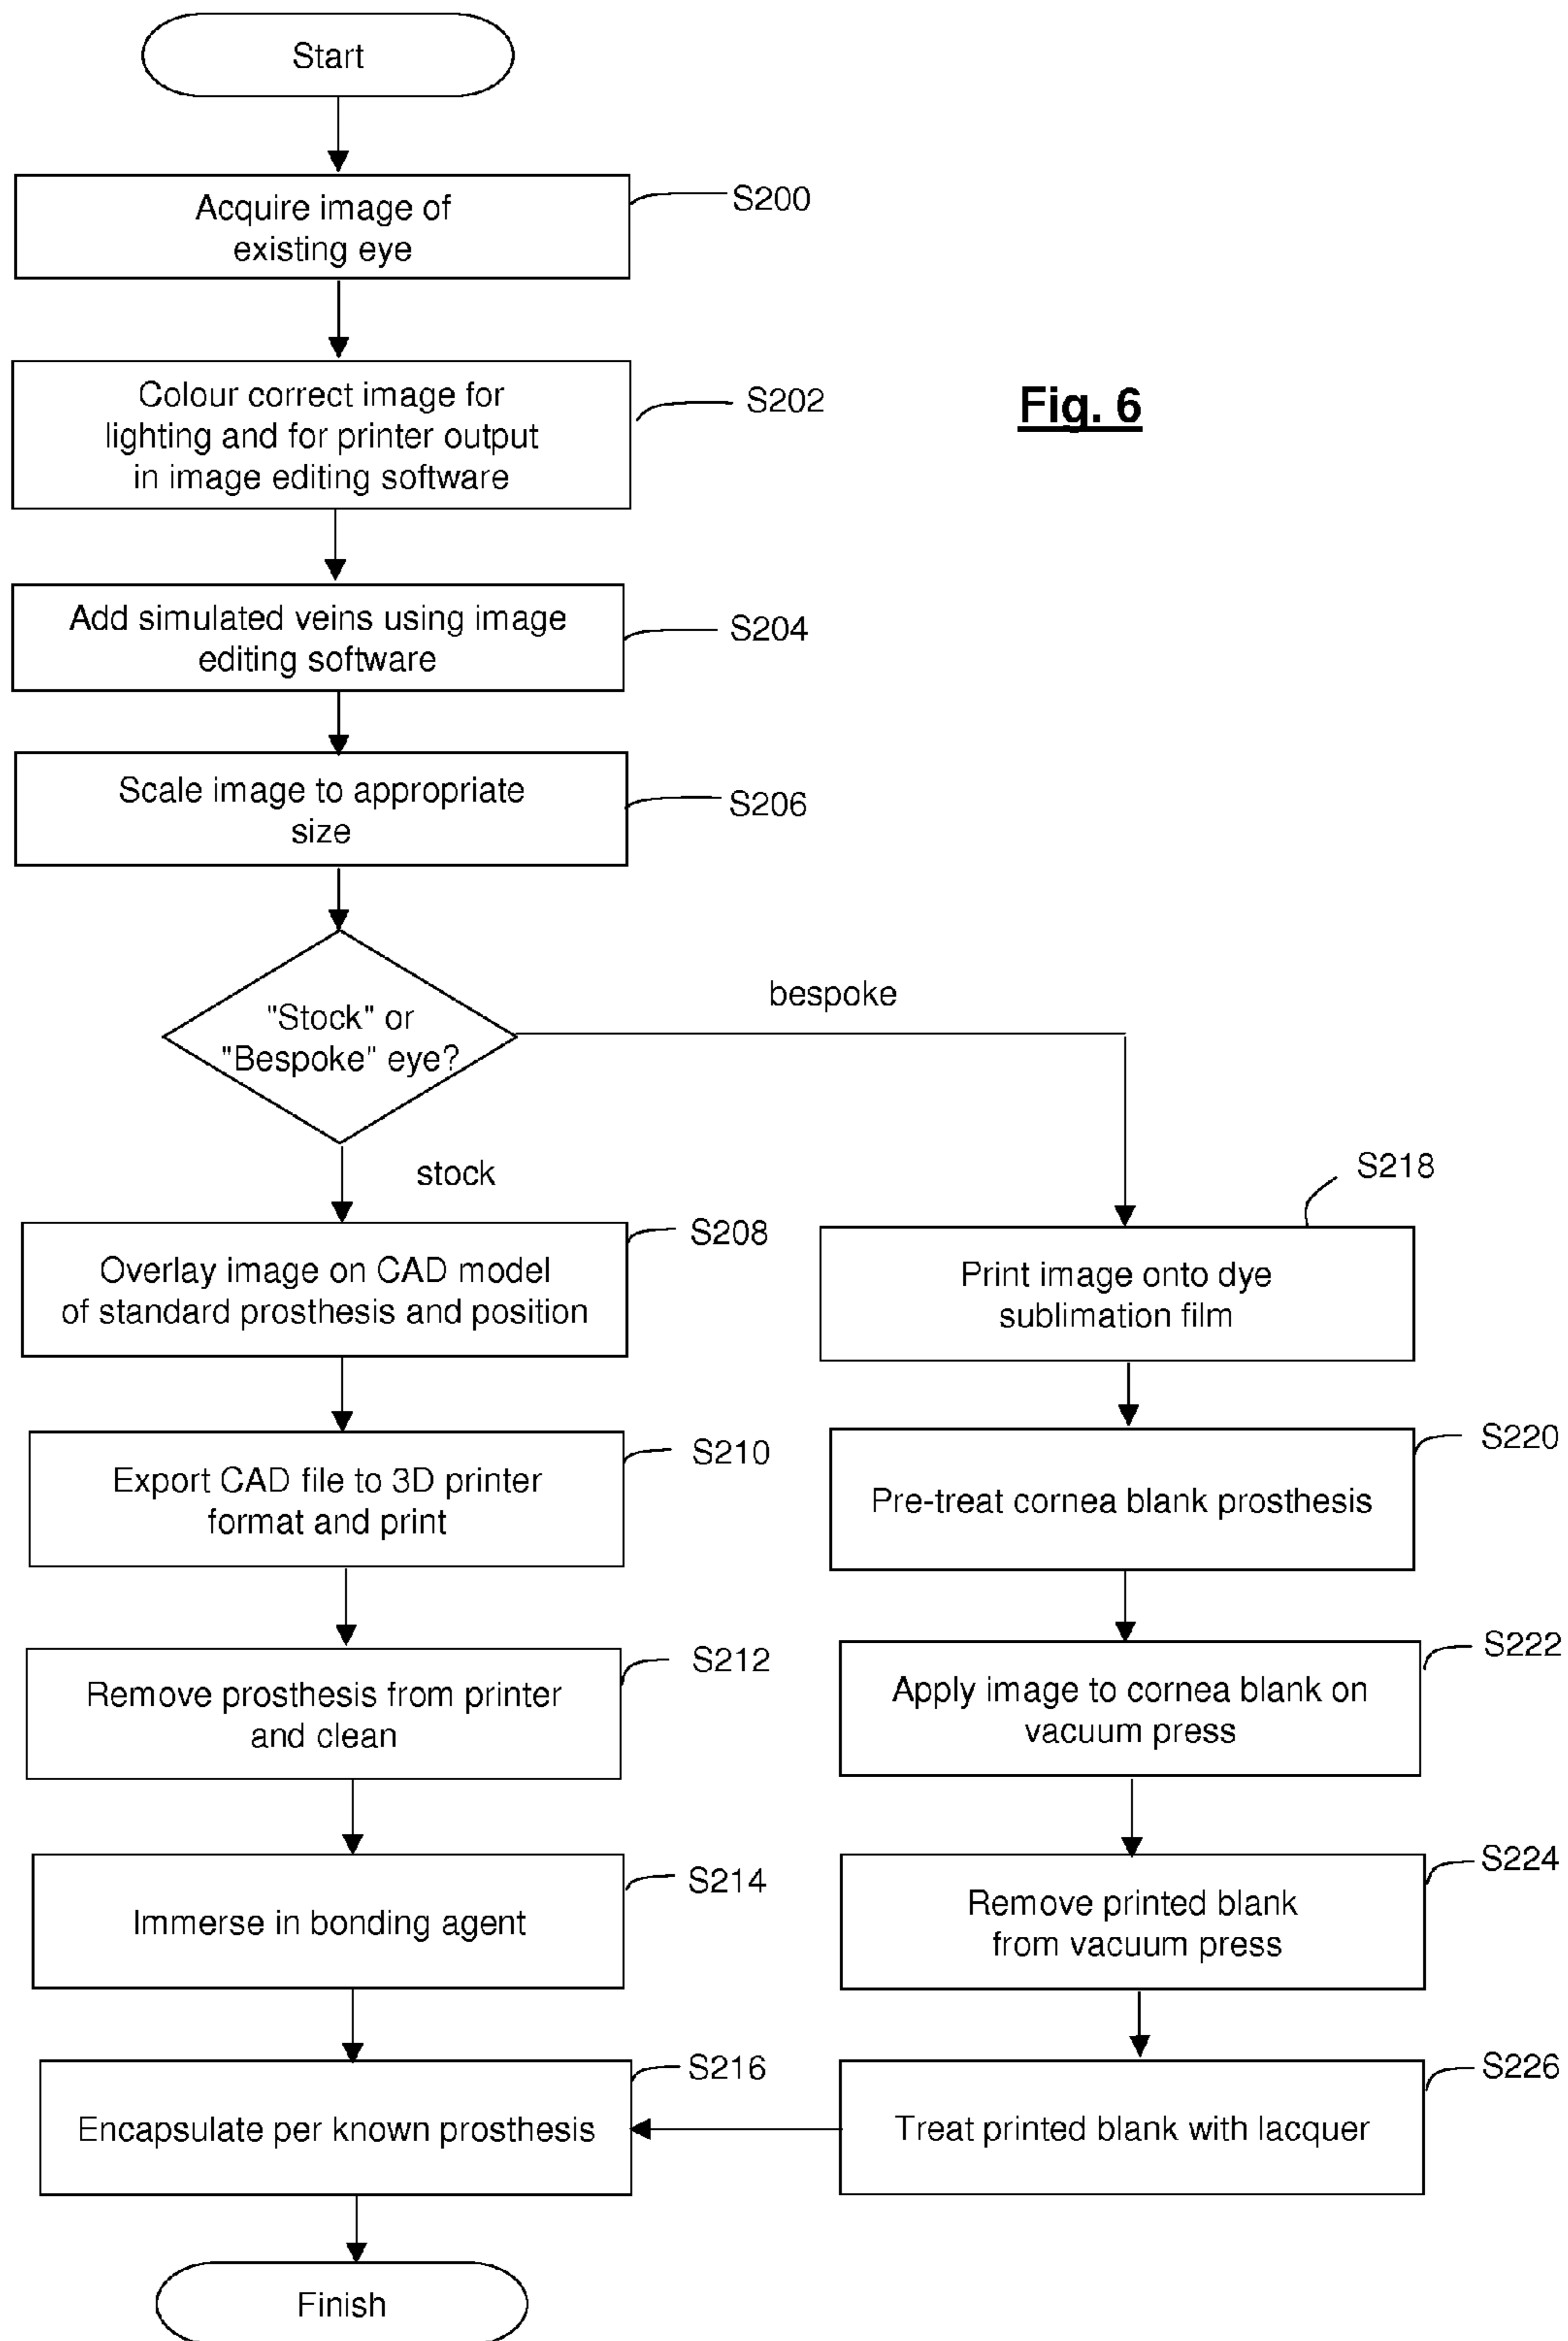 Start
Acquire image of
existing eye
S200
Colour correct image for
lighting and for printer output
in image editing software
S202
Fig. 6
Add simulated veins using image
editing software
S204
Scale image to appropriate
size
S206
"Stock" or
"Bespoke" eye?
bespoke
stock
Overlay image on CAD model
of standard prosthesis and position
S208
Export CAD file to 3D printer
format and print
S210
Remove prosthesis from printer
and clean
S212
Immerse in bonding agent
S214
Encapsulate per known prosthesis
S216
Finish
Print image onto dye
sublimation film
S218
Pre-treat cornea blank prosthesis
S220
Apply image to cornea blank on
vacuum press
S222
Remove printed blank
from vacuum press
S224
Treat printed blank with lacquer
S226